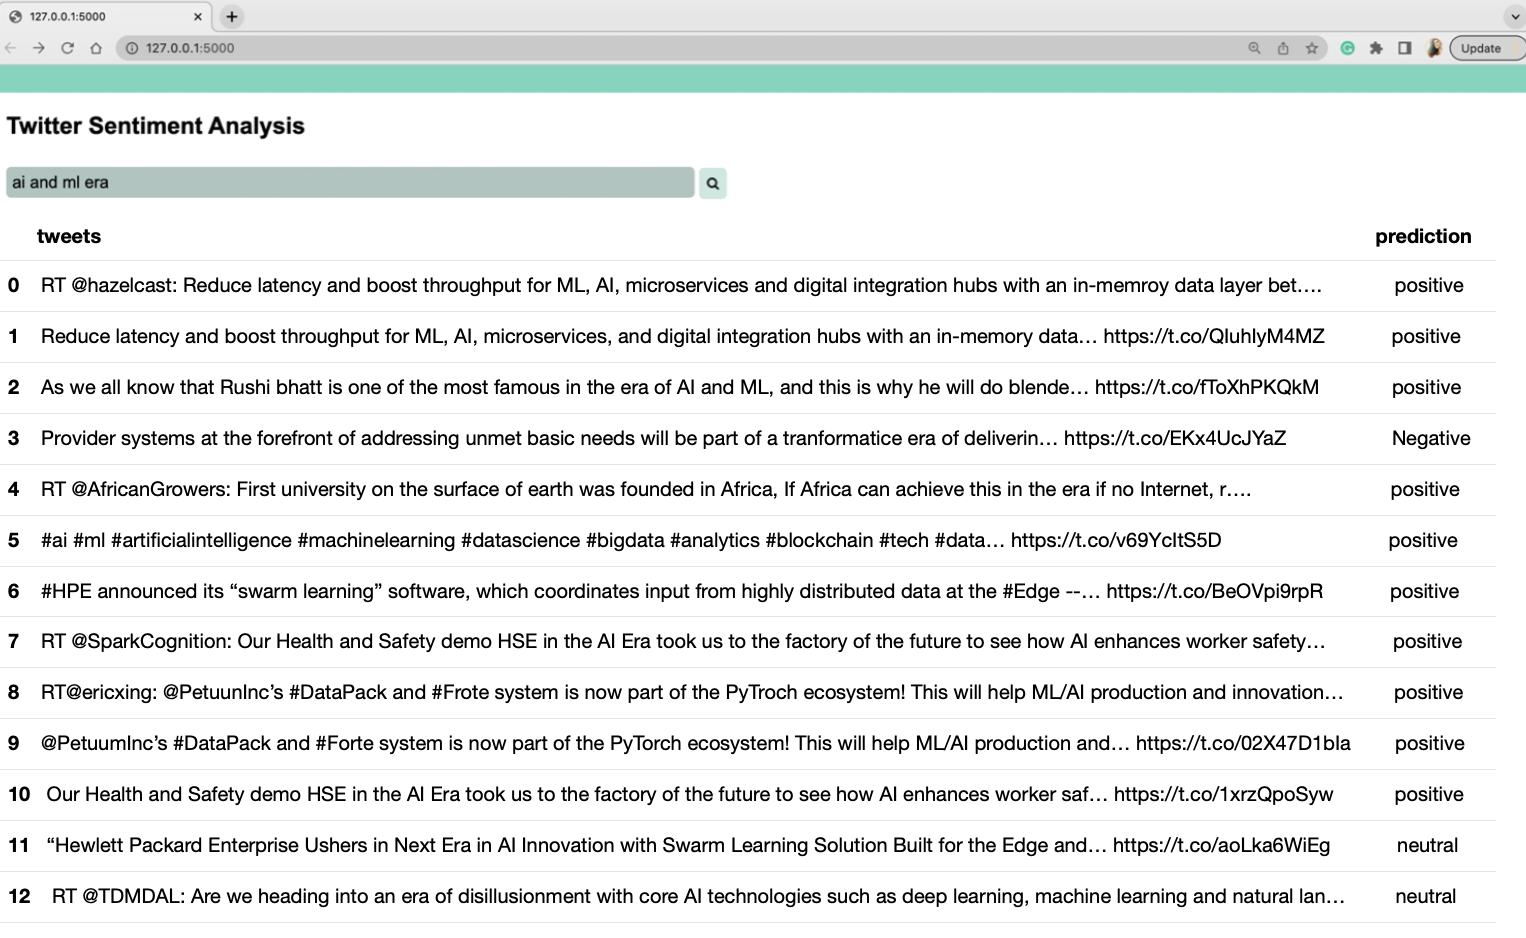 127.0.0.1:5000
127.0.0.1:5000 Update
Twitter Sentiment Analysis
ai and ml era
tweets prediction
0 RT @hazelcast: Reduce latency and boost throughput for ML, AI, microservices and digital integration hubs with an in-memroy data layer bet.... positive
1 Reduce latency and boost throughput for ML, AI, microservices, and digital integration hubs with an in-memory data... https://t.co/QIuhIyM4MZ positive
2 As we all know that Rushi bhatt is one of the most famous in the era of AI and ML, and this is why he will do blende... https://t.co/fToXhPKQkM positive
3 Provider systems at the forefront of addressing unmet basic needs will be part of a tranformatice era of deliverin... https://t.co/EKx4UcJYaZ Negative
4 RT @AfricanGrowers: First university on the surface of earth was founded in Africa, If Africa can achieve this in the era if no Internet, r.... positive
5 #ai #ml #artificialintelligence #machinelearning #datascience #bigdata #analytics #blockchain #tech #data... https://t.co/v69YcItS5D positive
6 #HPE announced its “swarm learning” software, which coordinates input from highly distributed data at the #Edge --... https://t.co/BeOVpi9rpR positive
7 RT @SparkCognition: Our Health and Safety demo HSE in the AI Era took us to the factory of the future to see how AI enhances worker safety... positive
8 RT@ericxing: @PetuunInc’s #DataPack and #Frote system is now part of the PyTroch ecosystem! This will help ML/AI production and innovation... positive
9 @PetuumInc’s #DataPack and #Forte system is now part of the PyTorch ecosystem! This will help ML/AI production and... https://t.co/02X47D1bIa positive
10 Our Health and Safety demo HSE in the AI Era took us to the factory of the future to see how AI enhances worker saf... https://t.co/1xrzQpoSyw positive
11 “Hewlett Packard Enterprise Ushers in Next Era in AI Innovation with Swarm Learning Solution Built for the Edge and... https://t.co/aoLka6WiEg neutral
12 RT @TDMDAL: Are we heading into an era of disillusionment with core AI technologies such as deep learning, machine learning and natural lan... neutral